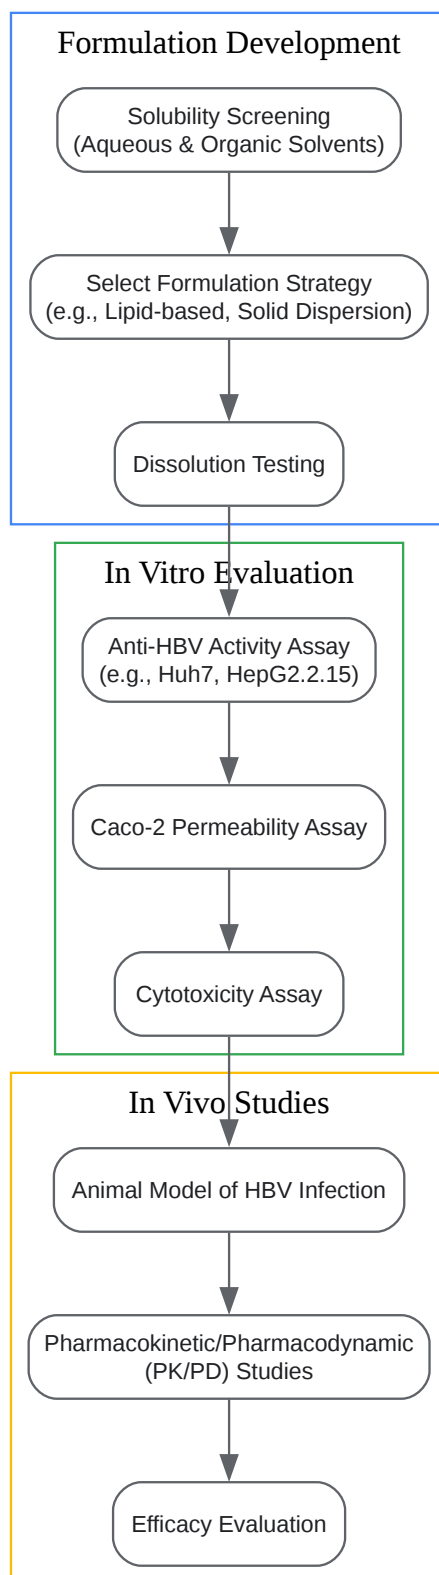 Formulation Development
Solubility Screening
(Aqueous & Organic Solvents)
Select Formulation Strategy
(e.g., Lipid-based, Solid Dispersion)
Dissolution Testing
In Vitro Evaluation
Anti-HBV Activity Assay
(e.g., Huh7, HepG2.2.15)
Caco-2 Permeability Assay
Cytotoxicity Assay
In Vivo Studies
Animal Model of HBV Infection
Pharmacokinetic/Pharmacodynamic
(PK/PD) Studies
Efficacy Evaluation